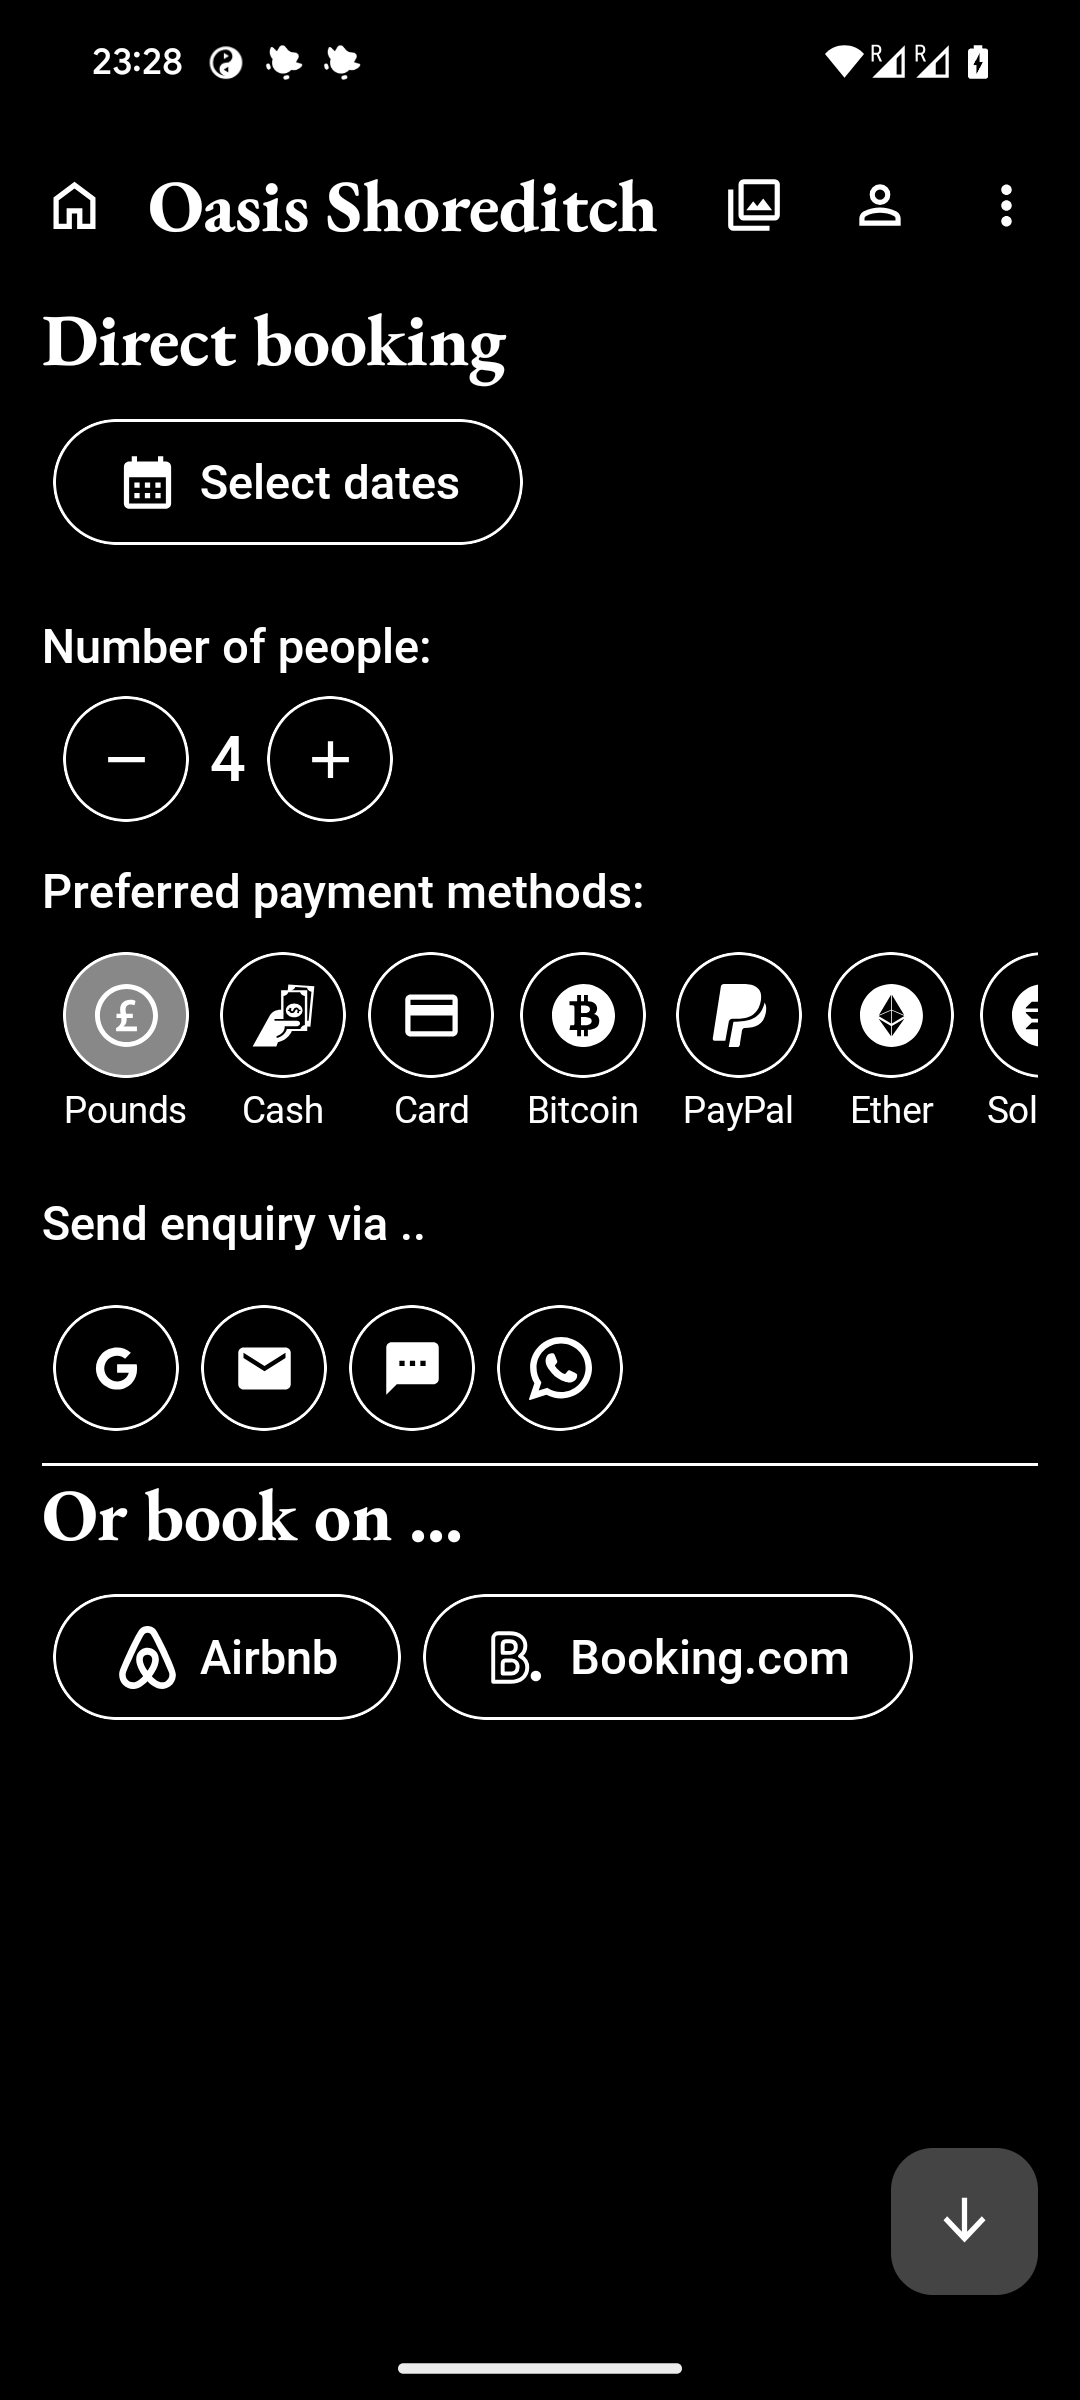 23:28
R R
Oasis Shoreditch
Direct booking
Select dates
Number of people:
4
Preferred payment methods:
Pounds Cash Card Bitcoin PayPal Ether Sol
Send enquiry via ..
Or book on ...
Airbnb B. Booking.com